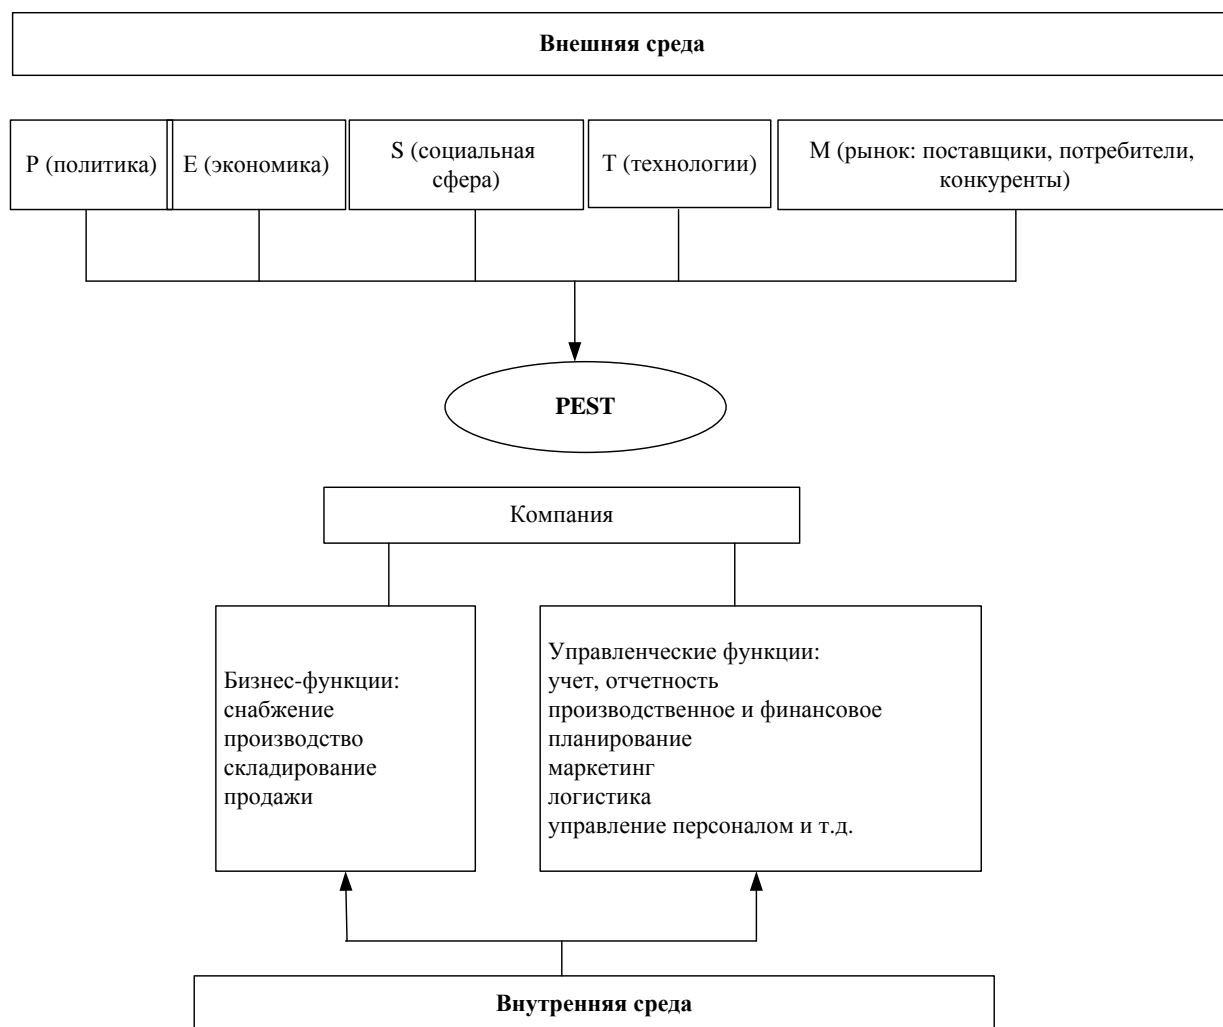 Внешняя среда
P (политика)
E (экономика)
S (социальная
сфера)
T (технологии)
M (рынок: поставщики, потребители,
конкуренты)
PEST
Компания
Бизнес-функции:
снабжение
производство
складирование
продажи
Управленческие функции:
учет, отчетность
производственное и финансовое
планирование
маркетинг
логистика
управление персоналом и т.д.
Внутренняя среда